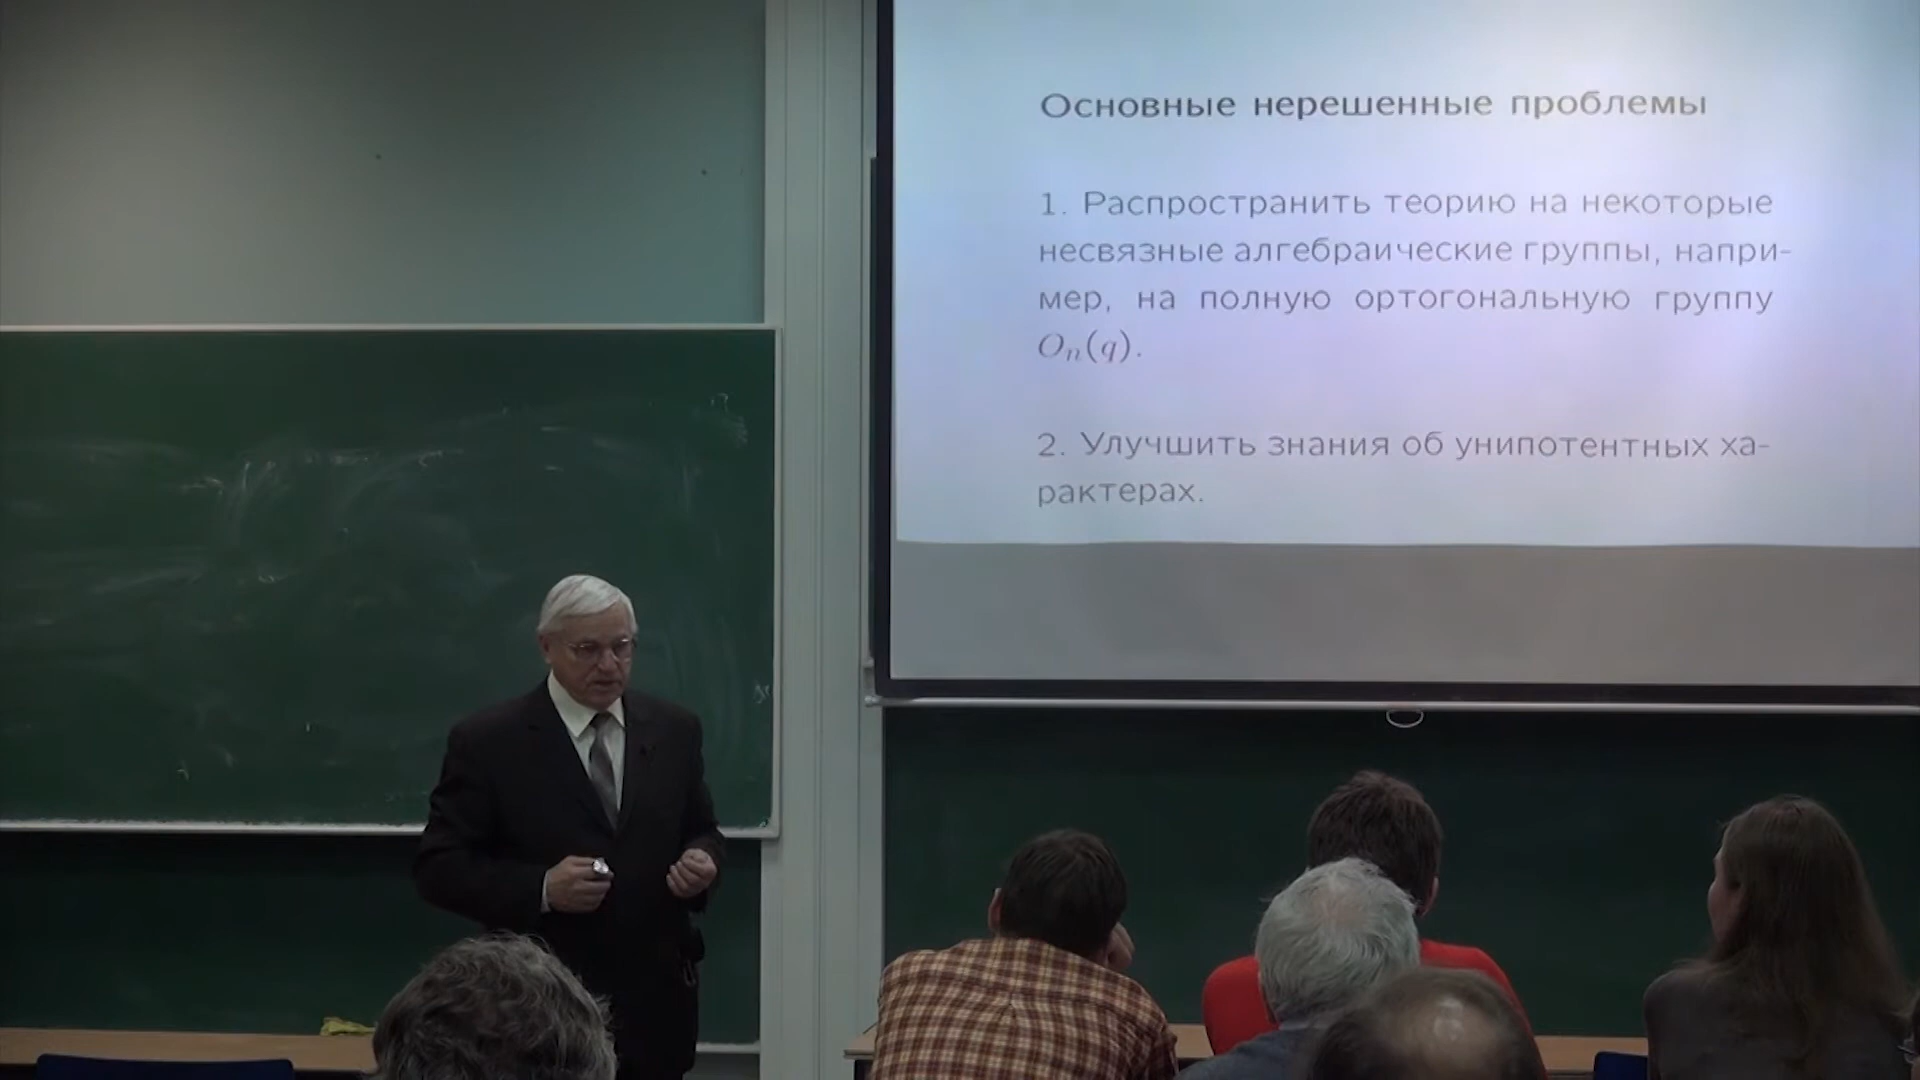 Основные нерешенные проблемы
1. Распространить теорию на некоторые
несвязные алгебраические группы, напри-
мер, на полную ортогональную группу
Oₙ(q).
2. Улучшить знания об унипотентных ха-
рактерах.